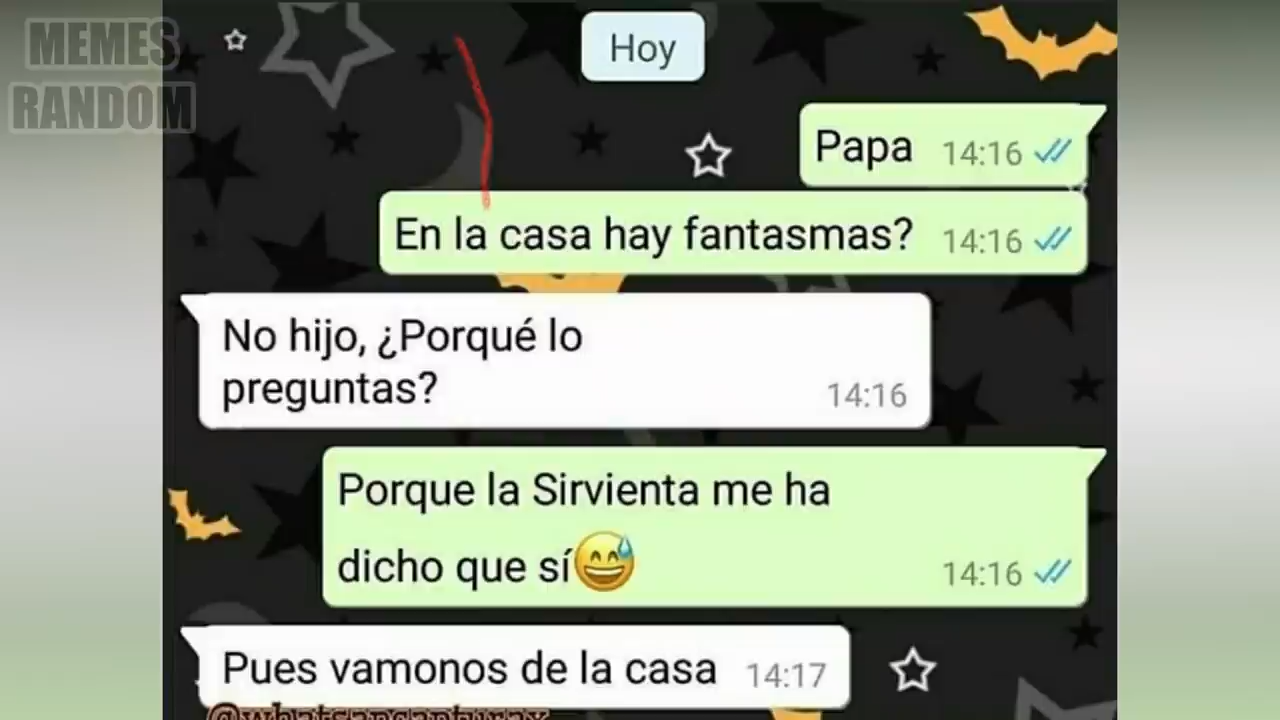 MEMES
RANDOM
Hoy
Papa 14:16
En la casa hay fantasmas? 14:16
No hijo, ¿Porqué lo
preguntas? 14:16
Porque la Sirvienta me ha
dicho que sí😅 14:16
Pues vamonos de la casa 14:17